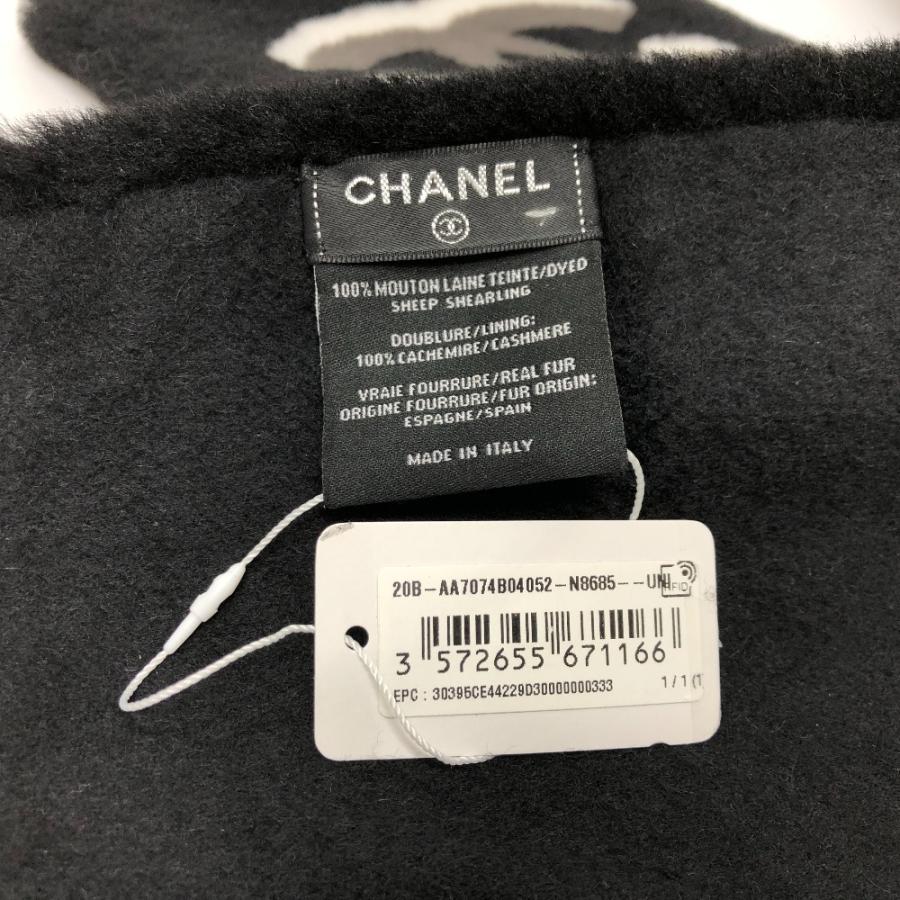 CHANEL
100% MOUTON LAINE TEINTE/DYED
SHEEP SHEARLING
DOUBLURE/LINING:
100% CACHEMIRE/CASHMERE
VRAIE FOURRURE/REAL FUR
ORIGINE FOURRURE/FUR ORIGIN:
ESPAGNE/SPAIN
MADE IN ITALY
20B-AA7074B04052-N8685--UNI
RFID
3 572655 671166
EPC : 30395CE44229D30000000333 1/1(1